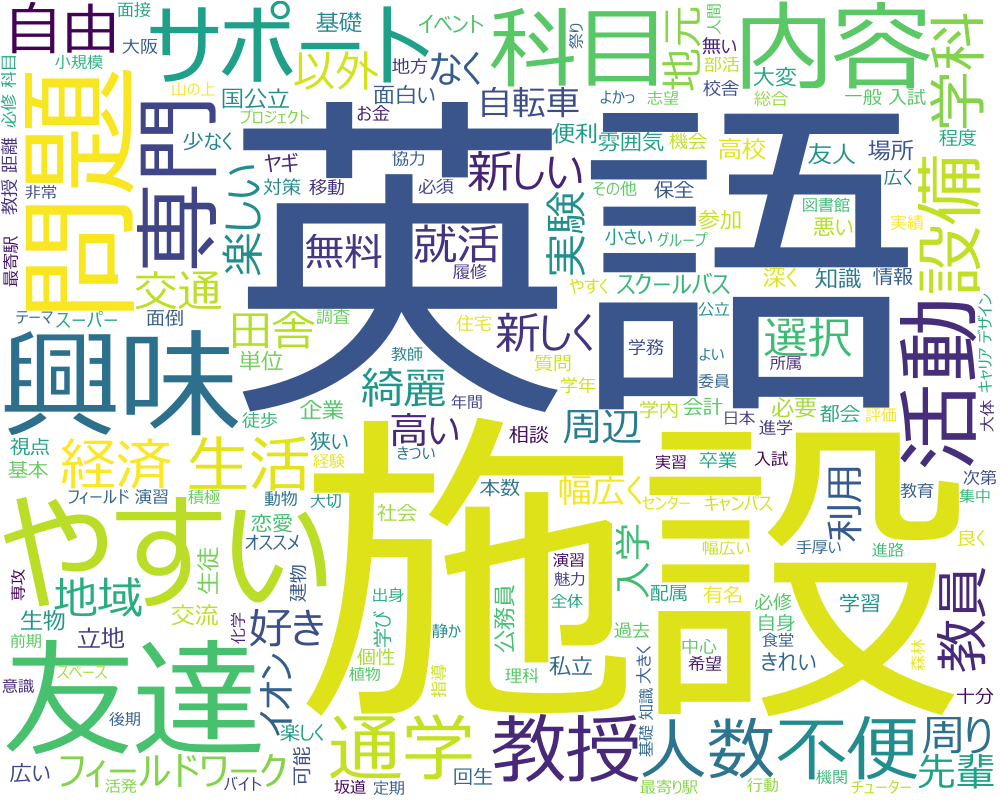 面接
イベント
人間
祭り
自由
大阪
サポート
基礎
科目
地元
無い
部活
内容
学科
小規模
必修 科目
山の上
以外
地方
なく
自転車
よかっ
志望
大変
校舎
総合
一般 入試
国公立
面白い
プロジェクト
お金
便利
雰囲気
機会
高校
友人
場所
程度
問題
専門
少なく
ヤギ
協力
新しい
対策
移動
必須
その他
保全
広く
図書館
教授 距離
非常
英語
楽しい
実験
小さい
グループ
参加
悪い
実績
設備
最寄駅
無料
就活
履修
やすく
深く
知識
情報
交通
スクールバス
公立
テーマ
スーパー
面倒
田舎
調査
住宅
新しく
学務
よい
選択
所属
活動
キャリア デザイン
単位
教師
質問
興味
綺麗
学年
委員
徒歩
企業
年間
学内
会計
日本
必要
都会
評価
大体
高い
周辺
相談
進学
視点
基本
経済
生活
狭い
経験
きつい
実習
卒業
入試
次第
集中
教育
フィールド 演習
積極
動物
大切
本数
幅広く
センター
キャンパス
利用
やすい
恋愛
オススメ
社会
施設
入学
幅広い
手厚い
進路
良く
専攻
地域
生徒
建物
公務員
演習
魅力
全体
配属
有名
生物
交流
化学
好き
出身
学び
静か
過去
必修
自身
学習
教員
前期
立地
個性
植物
指導
理科
私立
中心
希望
食堂
きれい
森林
意識
スペース
友達
イオン
後期
楽しく
通学
教授
基礎 知識
大きく
人数
不便
周り
十分
広い
フィールドワーク
可能
回生
最寄り駅
行動
機関
先輩
活発
バイト
坂道
定期
チューター